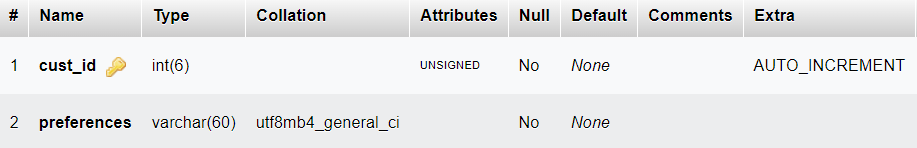 # Name Type Collation Attributes Null Default Comments Extra
1 cust_id int(6) UNSIGNED No None AUTO_INCREMENT
2 preferences varchar(60) utf8mb4_general_ci No None